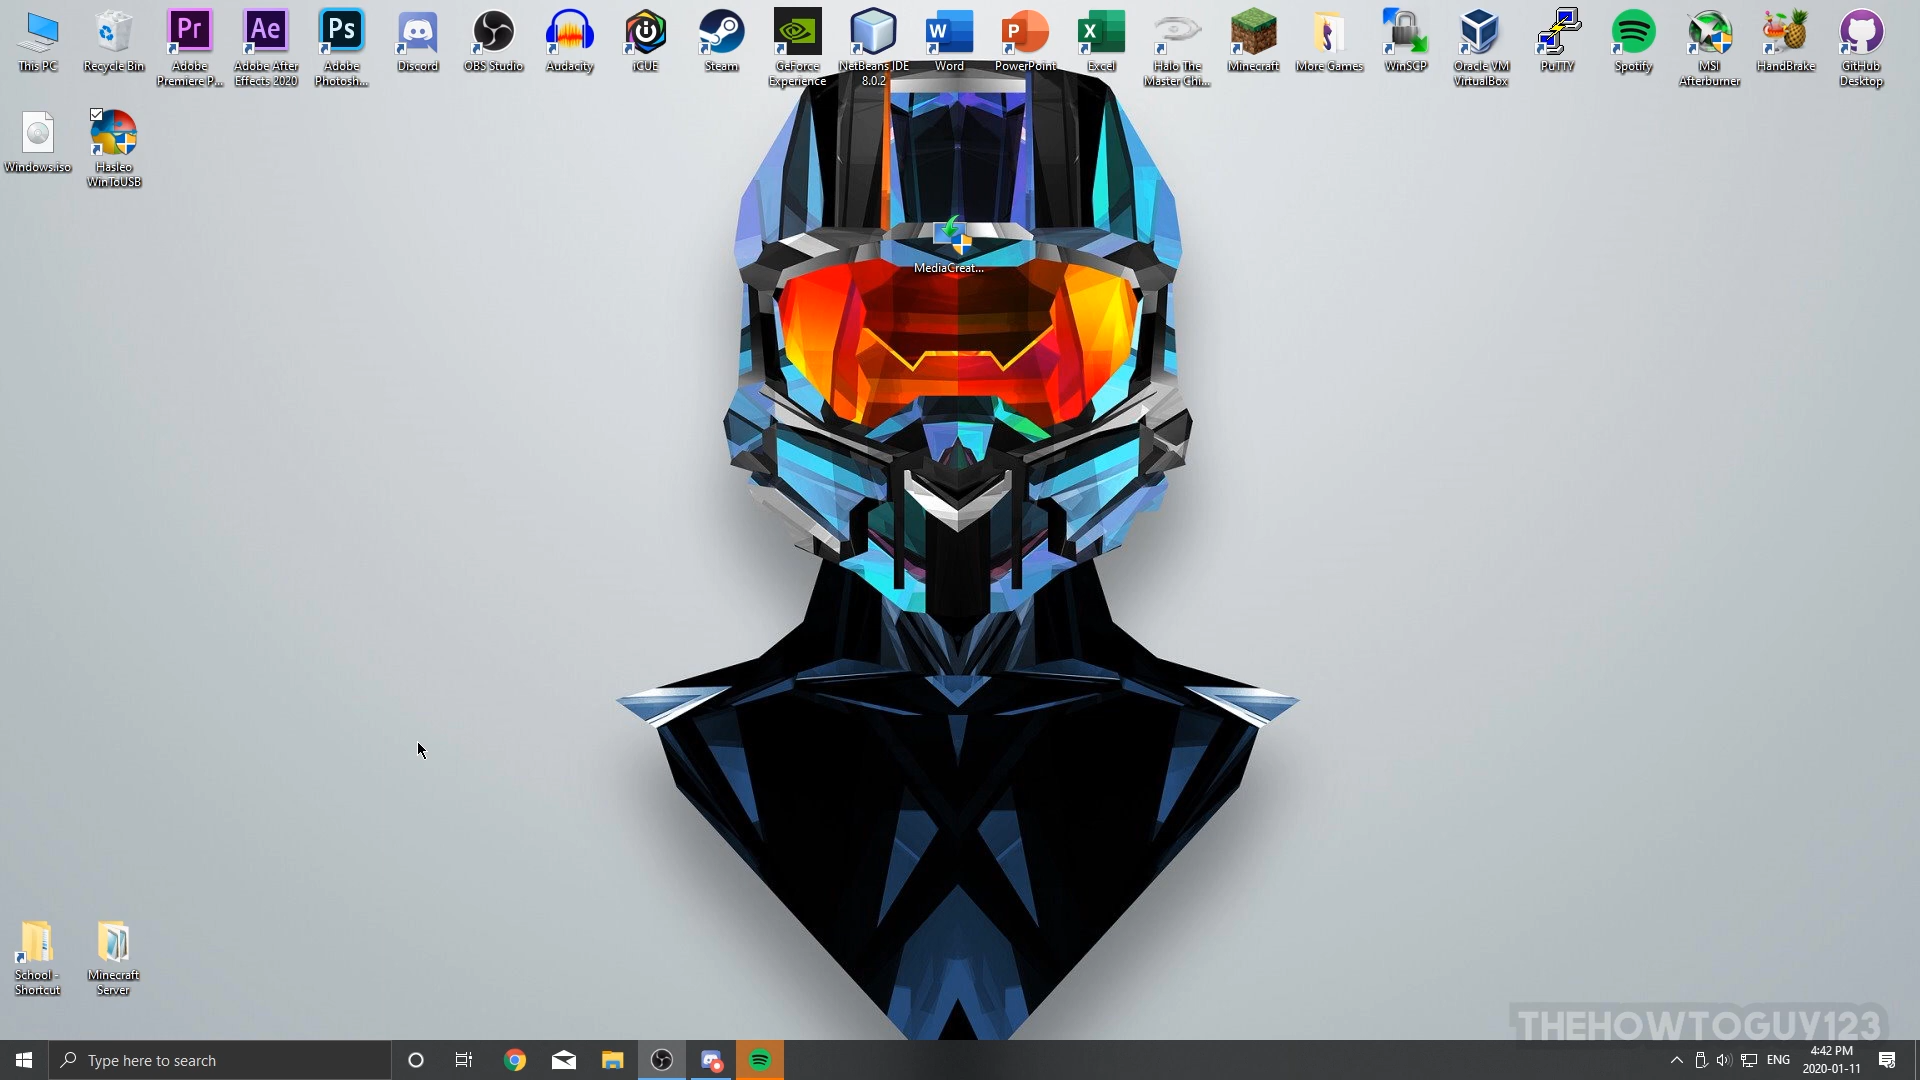 This PC
Recycle Bin
Adobe Premiere P...
Adobe After Effects 2020
Adobe Photosh...
Discord
OBS Studio
Audacity
iCUE
Steam
GeForce Experience
NetBeans IDE 8.0.2
Word
PowerPoint
Excel
Halo The Master Chi...
Minecraft
More Games
WinSCP
Oracle VM VirtualBox
PuTTY
Spotify
MSI Afterburner
HandBrake
GitHub Desktop
Windows.iso
Hasleo WinToUSB
MediaCreat...
School - Shortcut
Minecraft Server
THEHOWTOGUY123
Type here to search
ENG
4:42 PM
2020-01-11